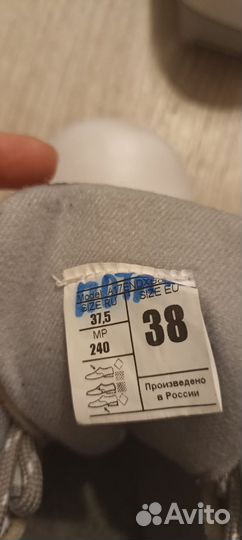 SIZE RU
37,5
MP
240
SIZE EU
38
Произведено
в России
Avito